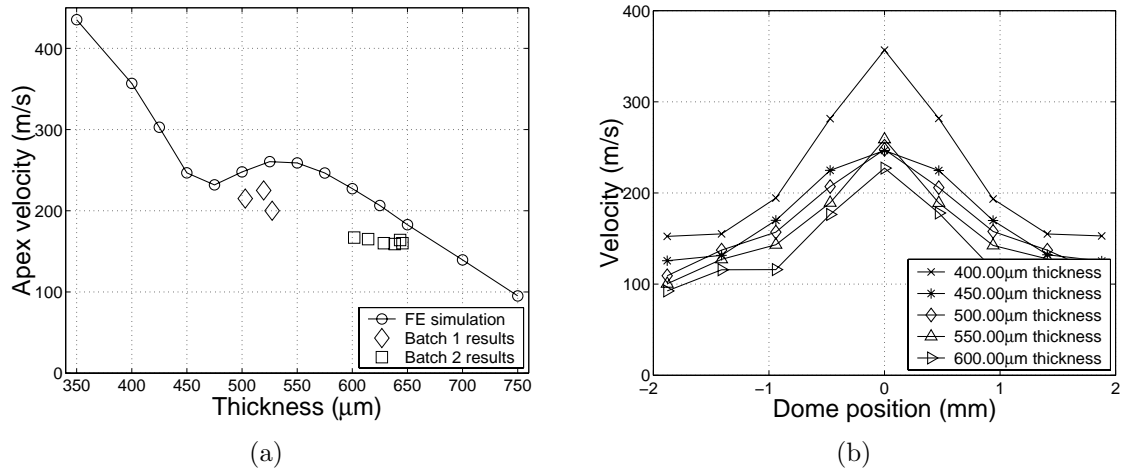 Apex velocity (m/s)
400
300
200
100
0
350
400
450
500
550
600
650
700
750
Thickness (μm)
FE simulation
Batch 1 results
Batch 2 results
(a)
Velocity (m/s)
400
300
200
100
0
−2
−1
0
1
2
Dome position (mm)
400.00μm thickness
450.00μm thickness
500.00μm thickness
550.00μm thickness
600.00μm thickness
(b)